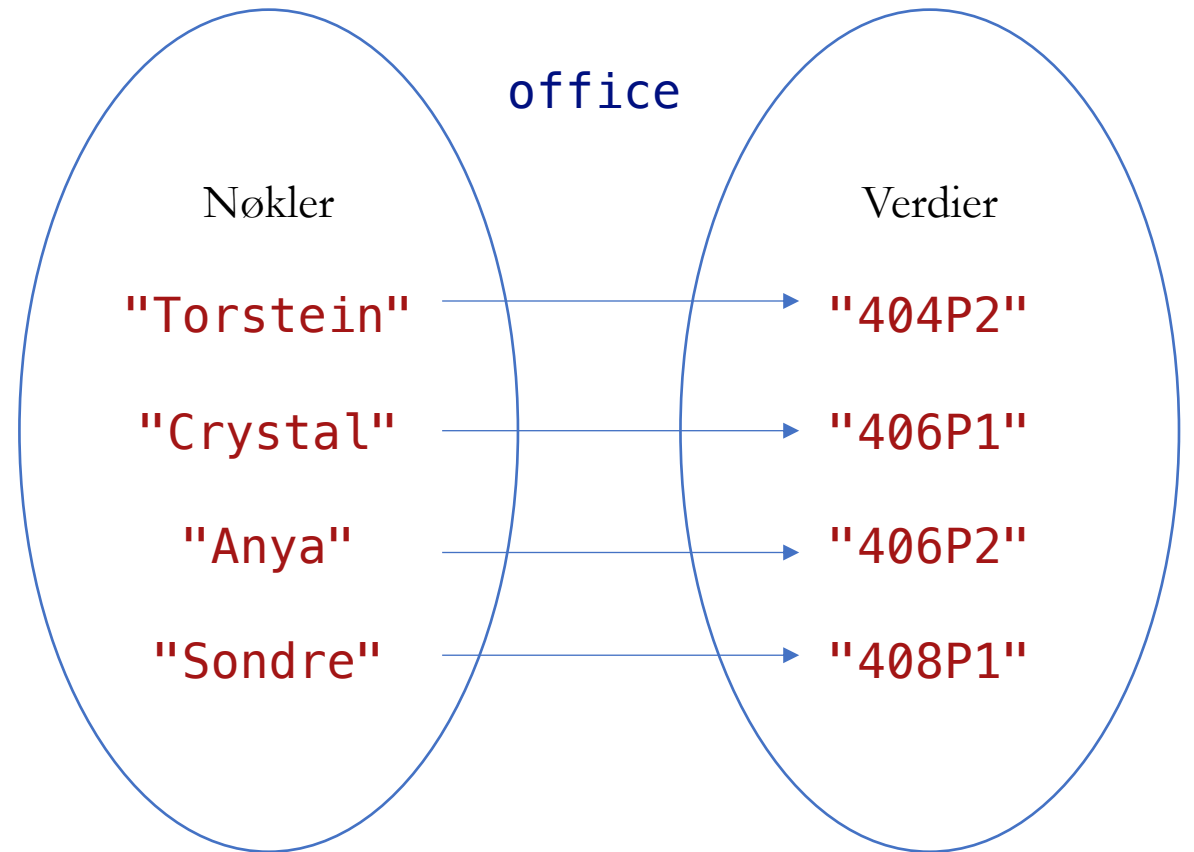 office
Nøkler Verdier
"Torstein" "404P2"
"Crystal" "406P1"
"Anya" "406P2"
"Sondre" "408P1"